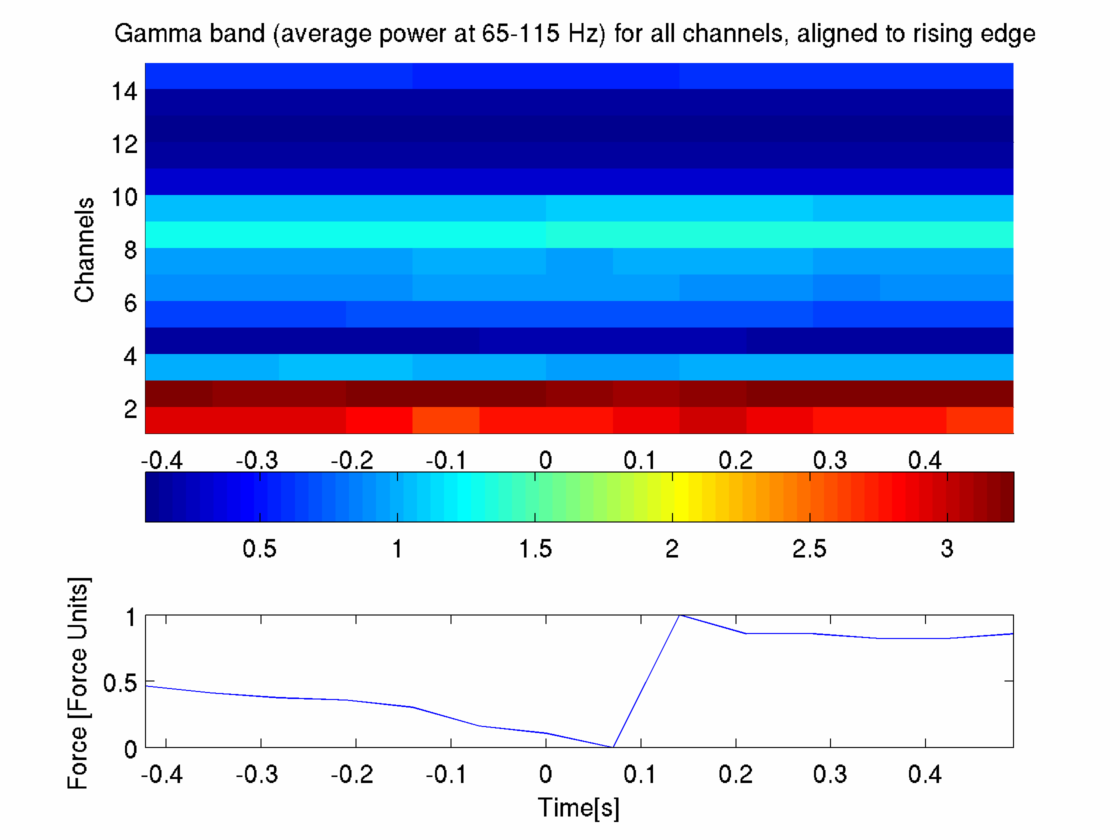 Gamma band (average power at 65-115 Hz) for all channels, aligned to rising edge
14
12
10
8
6
4
2
Channels
-0.4 -0.3 -0.2 -0.1 0 0.1 0.2 0.3 0.4
0.5 1 1.5 2 2.5 3
Force [Force Units]
1
0.5
0
-0.4 -0.3 -0.2 -0.1 0 0.1 0.2 0.3 0.4
Time[s]